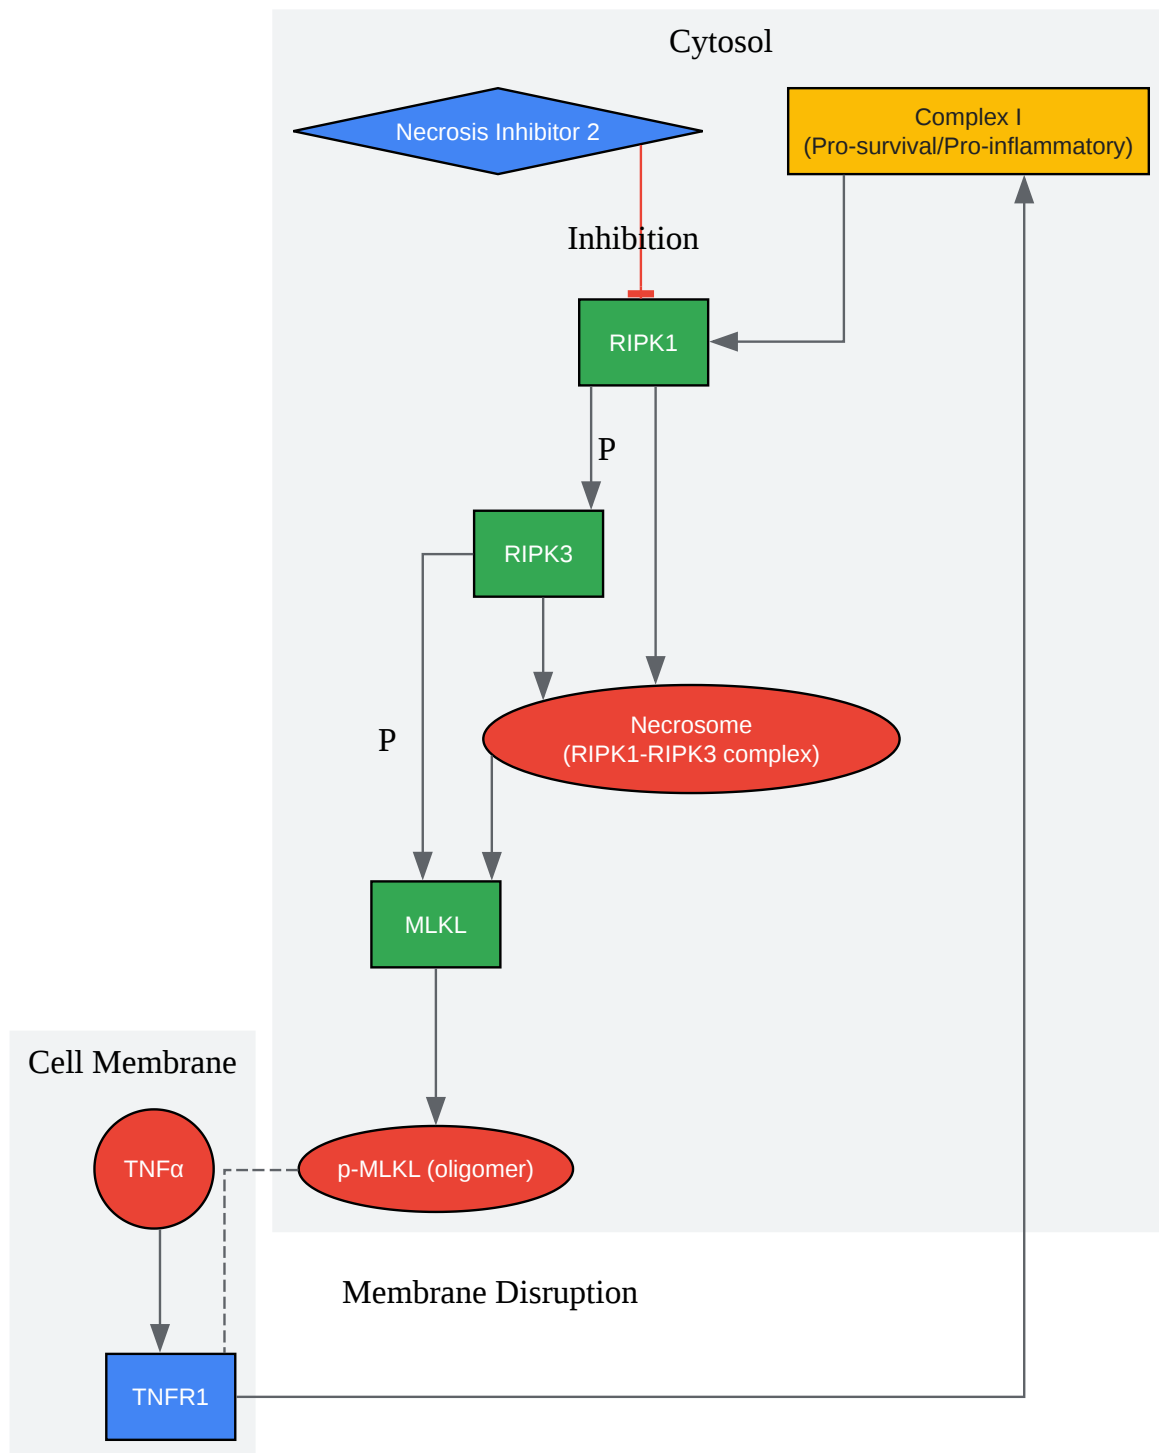 Cytosol
Necrosis Inhibitor 2
Complex I
(Pro-survival/Pro-inflammatory)
Inhibition
RIPK1
P
RIPK3
Necrosome
(RIPK1-RIPK3 complex)
P
MLKL
Cell Membrane
TNFα
p-MLKL (oligomer)
Membrane Disruption
TNFR1